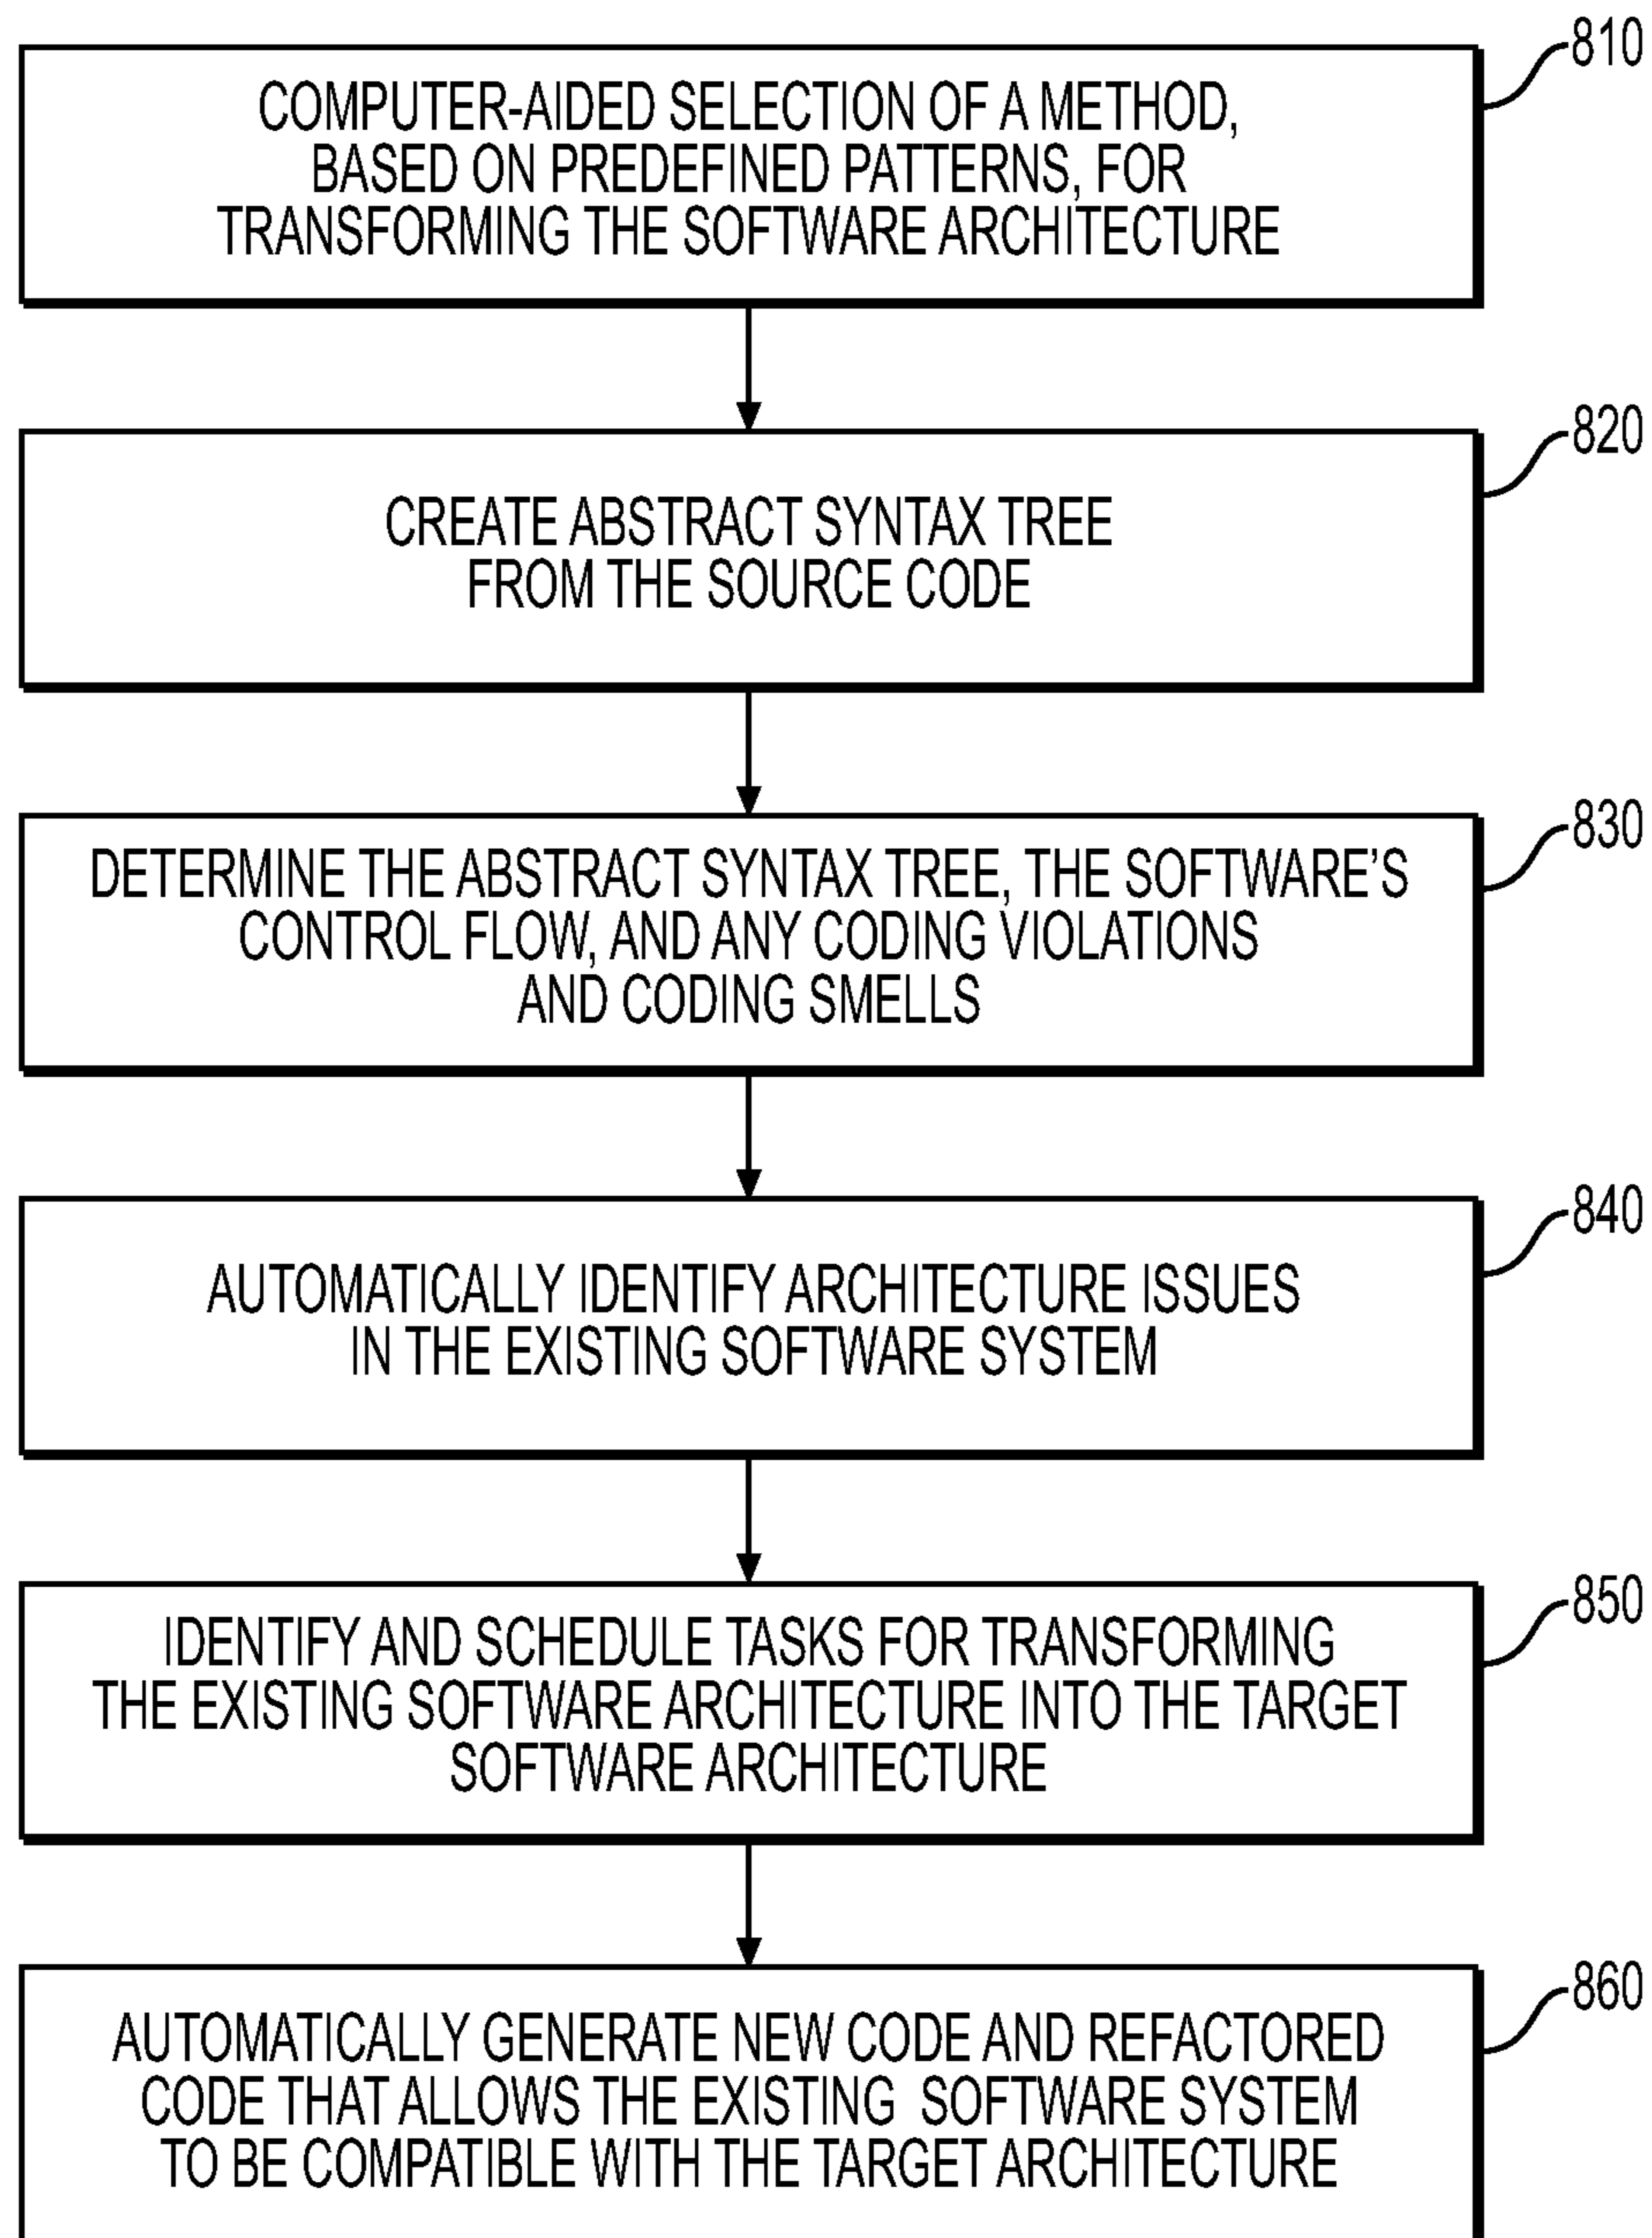 810
COMPUTER-AIDED SELECTION OF A METHOD,
BASED ON PREDEFINED PATTERNS, FOR
TRANSFORMING THE SOFTWARE ARCHITECTURE
820
CREATE ABSTRACT SYNTAX TREE
FROM THE SOURCE CODE
830
DETERMINE THE ABSTRACT SYNTAX TREE, THE SOFTWARE'S
CONTROL FLOW, AND ANY CODING VIOLATIONS
AND CODING SMELLS
840
AUTOMATICALLY IDENTIFY ARCHITECTURE ISSUES
IN THE EXISTING SOFTWARE SYSTEM
850
IDENTIFY AND SCHEDULE TASKS FOR TRANSFORMING
THE EXISTING SOFTWARE ARCHITECTURE INTO THE TARGET
SOFTWARE ARCHITECTURE
860
AUTOMATICALLY GENERATE NEW CODE AND REFACTORED
CODE THAT ALLOWS THE EXISTING SOFTWARE SYSTEM
TO BE COMPATIBLE WITH THE TARGET ARCHITECTURE